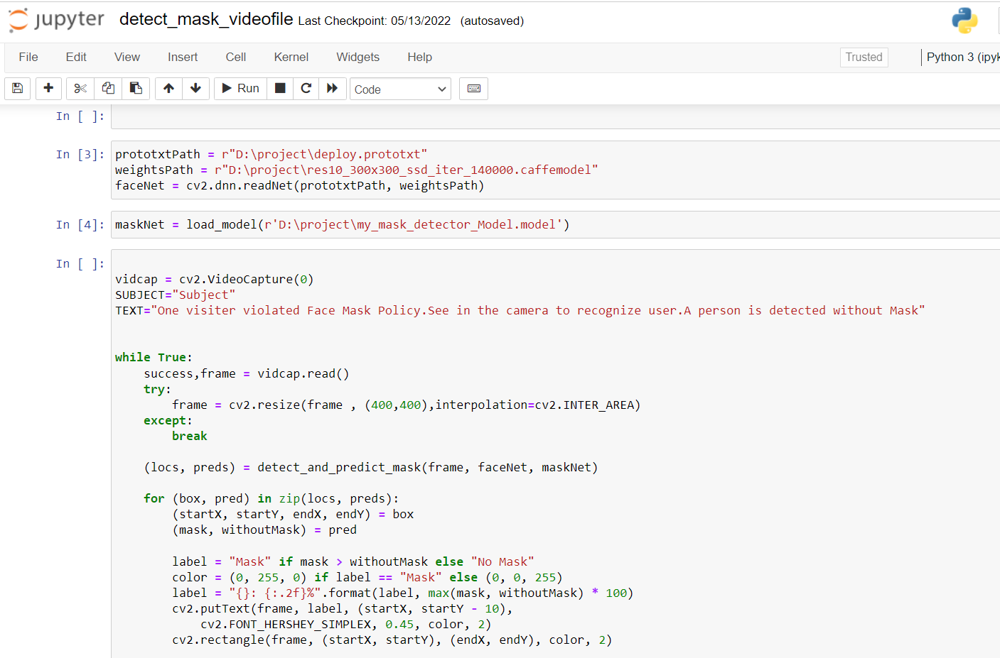 jupyter detect_mask_videofile Last Checkpoint: 05/13/2022 (autosaved)
File Edit View Insert Cell Kernel Widgets Help Trusted Python 3 (ipyk
Run Code
In [ ]:
In [3]: prototxtPath = r"D:\project\deploy.prototxt"
weightsPath = r"D:\project\res10_300x300_ssd_iter_140000.caffemodel"
faceNet = cv2.dnn.readNet(prototxtPath, weightsPath)
In [4]: maskNet = load_model(r'D:\project\my_mask_detector_Model.model')
In [ ]:
vidcap = cv2.VideoCapture(0)
SUBJECT="Subject"
TEXT="One visiter violated Face Mask Policy.See in the camera to recognize user.A person is detected without Mask"
while True:
    success,frame = vidcap.read()
    try:
        frame = cv2.resize(frame , (400,400),interpolation=cv2.INTER_AREA)
    except:
        break
    (locs, preds) = detect_and_predict_mask(frame, faceNet, maskNet)
    for (box, pred) in zip(locs, preds):
        (startX, startY, endX, endY) = box
        (mask, withoutMask) = pred
        label = "Mask" if mask > withoutMask else "No Mask"
        color = (0, 255, 0) if label == "Mask" else (0, 0, 255)
        label = "{}: {:.2f}%".format(label, max(mask, withoutMask) * 100)
        cv2.putText(frame, label, (startX, startY - 10),
            cv2.FONT_HERSHEY_SIMPLEX, 0.45, color, 2)
        cv2.rectangle(frame, (startX, startY), (endX, endY), color, 2)